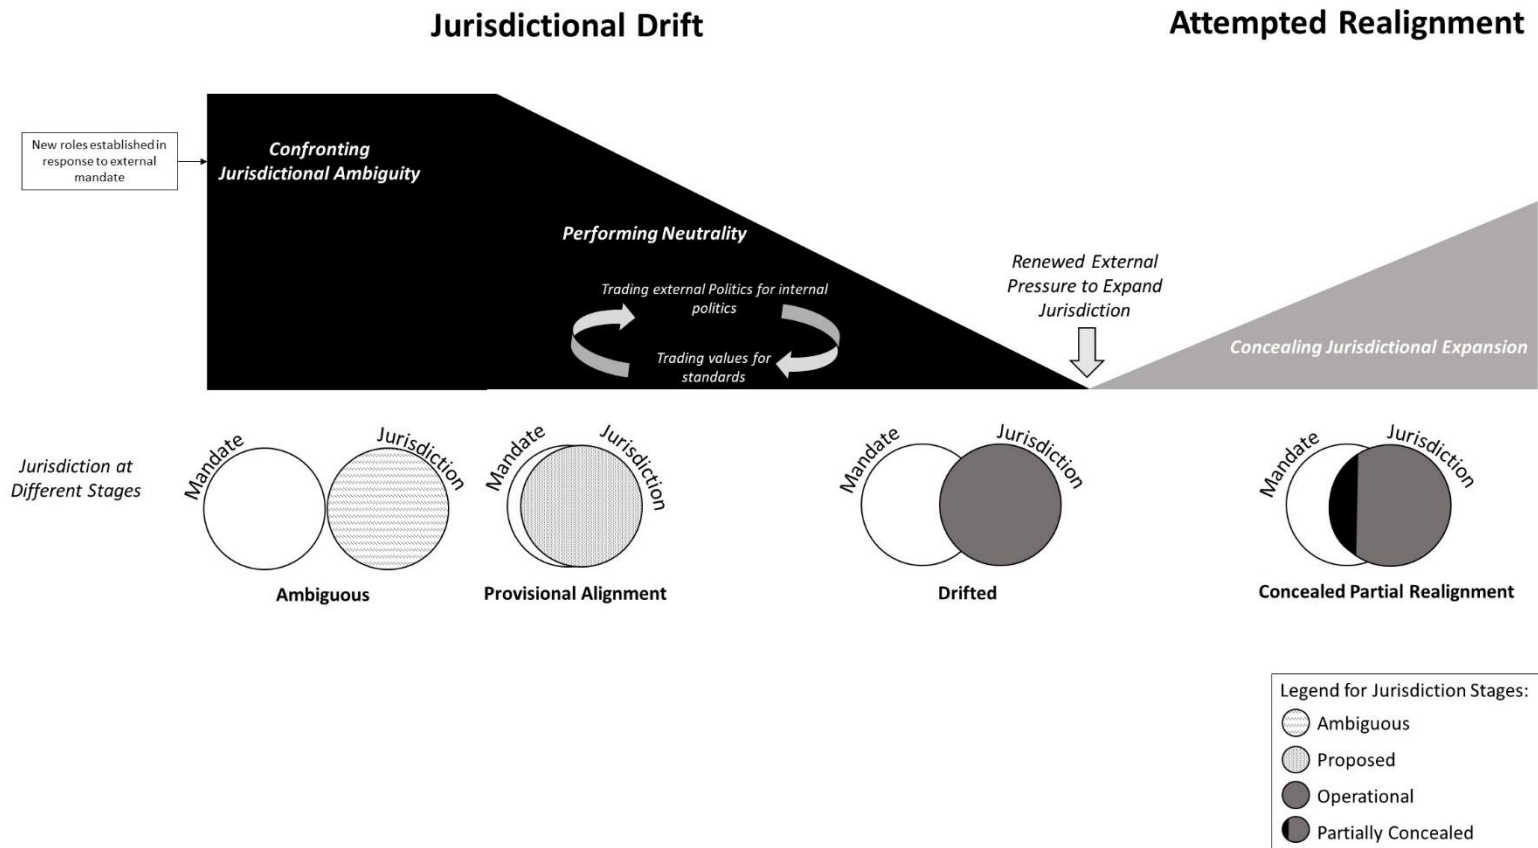 Jurisdictional Drift
Attempted Realignment
New roles established in
response to external
mandate
Confronting
Jurisdictional Ambiguity
Performing Neutrality
Trading external Politics for internal
politics
Trading values for
standards
Renewed External
Pressure to Expand
Jurisdiction
Concealing Jurisdictional Expansion
Jurisdiction at
Different Stages
Mandate
Jurisdiction
Ambiguous
Mandate
Jurisdiction
Provisional Alignment
Mandate
Jurisdiction
Drifted
Mandate
Jurisdiction
Concealed Partial Realignment
Legend for Jurisdiction Stages:
Ambiguous
Proposed
Operational
Partially Concealed